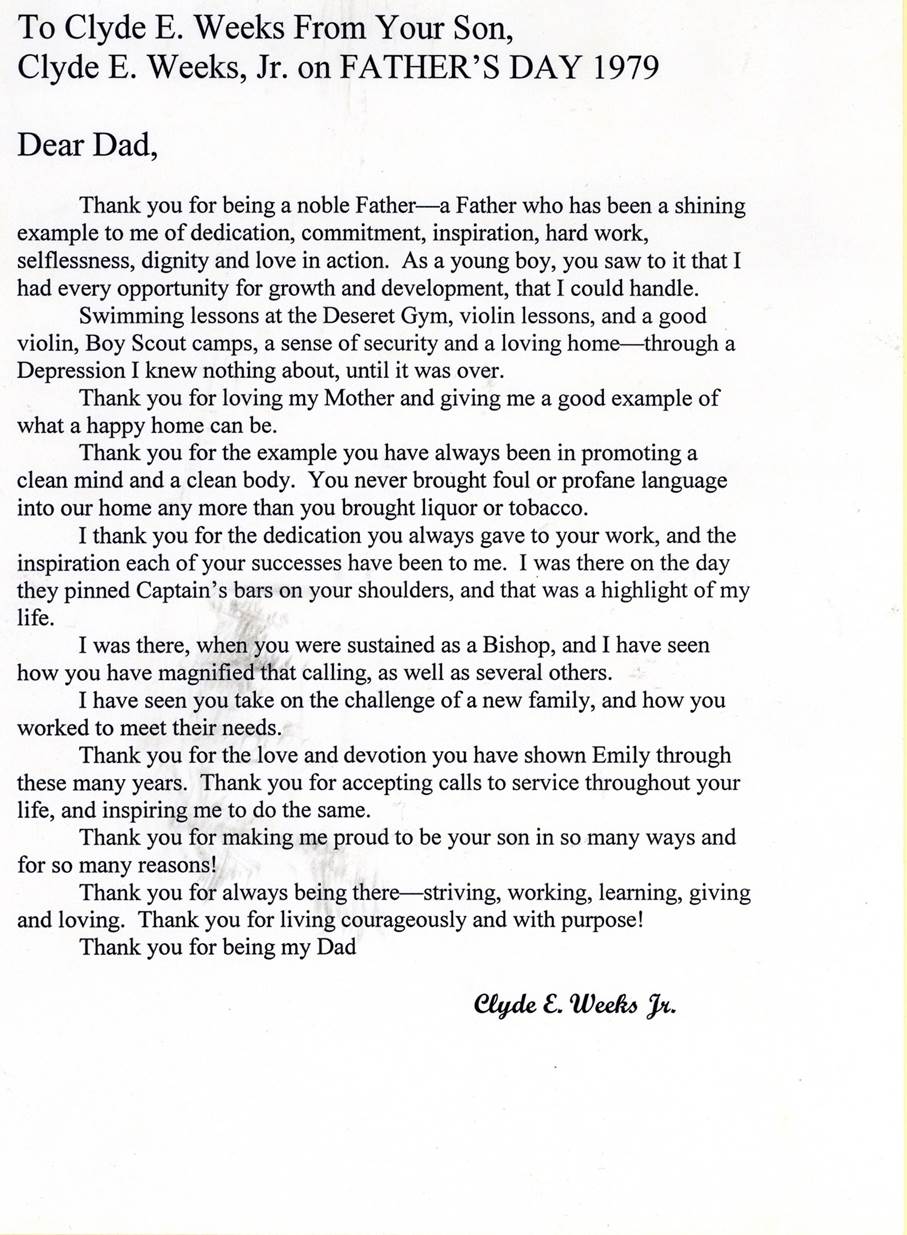 To Clyde E. Weeks From Your Son,
Clyde E. Weeks, Jr. on FATHER’S DAY 1979
Dear Dad,
Thank you for being a noble Father—a Father who has been a shining
example to me of dedication, commitment, inspiration, hard work,
selflessness, dignity and love in action.  As a young boy, you saw to it that I
had every opportunity for growth and development, that I could handle.
Swimming lessons at the Deseret Gym, violin lessons, and a good
violin, Boy Scout camps, a sense of security and a loving home—through a
Depression I knew nothing about, until it was over.
Thank you for loving my Mother and giving me a good example of
what a happy home can be.
Thank you for the example you have always been in promoting a
clean mind and a clean body.  You never brought foul or profane language
into our home any more than you brought liquor or tobacco.
I thank you for the dedication you always gave to your work, and the
inspiration each of your successes have been to me.  I was there on the day
they pinned Captain’s bars on your shoulders, and that was a highlight of my
life.
I was there, when you were sustained as a Bishop, and I have seen
how you have magnified that calling, as well as several others.
I have seen you take on the challenge of a new family, and how you
worked to meet their needs.
Thank you for the love and devotion you have shown Emily through
these many years.  Thank you for accepting calls to service throughout your
life, and inspiring me to do the same.
Thank you for making me proud to be your son in so many ways and
for so many reasons!
Thank you for always being there—striving, working, learning, giving
and loving.  Thank you for living courageously and with purpose!
Thank you for being my Dad
Clyde E. Weeks Jr.